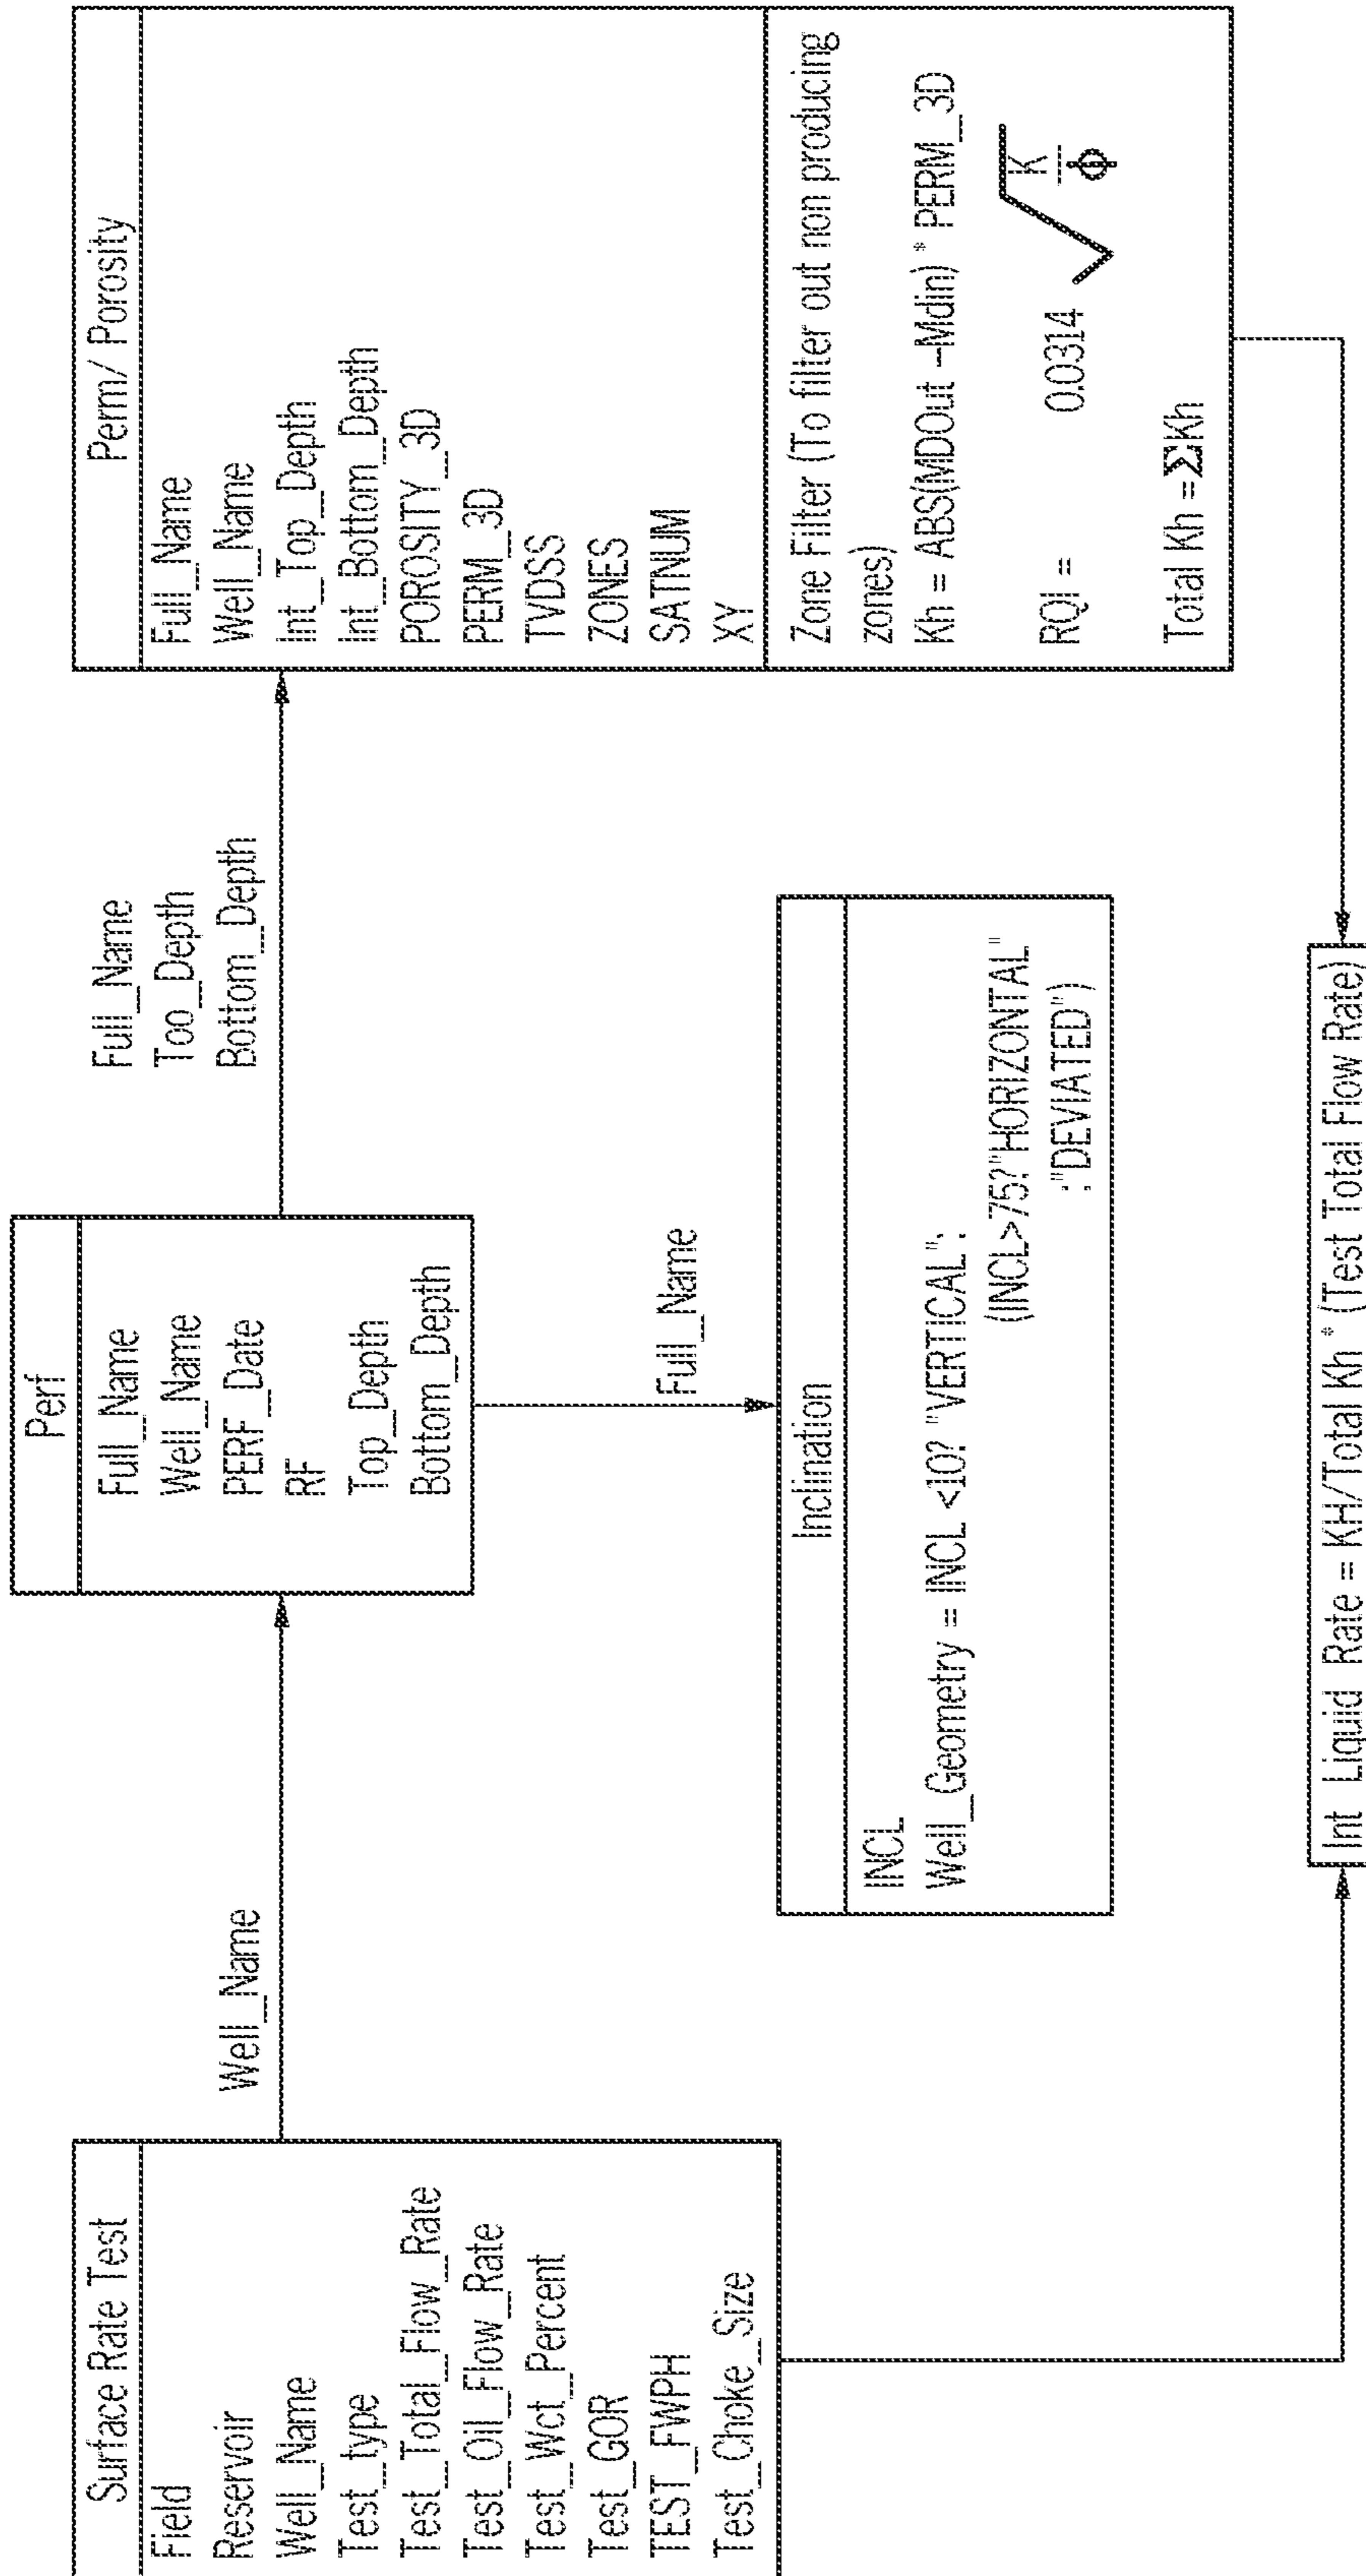 Surface Rate Test
Field
Reservoir
Well_Name
Test_type
Test_Total_Flow_Rate
Test_Oil_Flow_Rate
Test_Wct_Percent
Test_GOR
TEST_FWPH
Test_Choke_Size
Well_Name
Perf
Full_Name
Well_Name
PERF_Date
RF
Top_Depth
Bottom_Depth
Full_Name
Too_Depth
Bottom_Depth
Full_Name
Inclination
INCL
Well_Geometry = INCL <10? "VERTICAL":
(INCL>75?"HORIZONTAL"
:"DEVIATED")
Perm/ Porosity
Full_Name
Well_Name
Int_Top_Depth
Int_Bottom_Depth
POROSITY_3D
PERM_3D
TVDSS
ZONES
SATNUM
XY
Zone Filter (To filter out non producing
zones)
Kh = ABS(MDOut –Mdin) * PERM_3D
RQI = 0.0314 √K/Φ
Total Kh =ΣKh
Int_Liquid_Rate = KH/Total Kh * (Test Total Flow Rate)